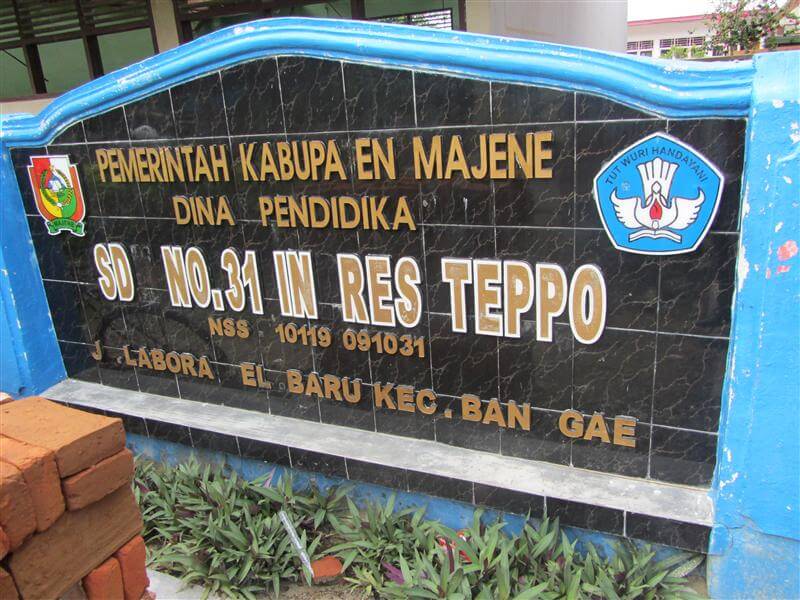 PEMERINTAH KABUPA EN MAJENE
DINA PENDIDIKA
SD NO.31 IN RES TEPPO
NSS 10119 091031
J LABORA EL BARU KEC. BAN GAE
TUT WURI HANDAYANI
MAJENE